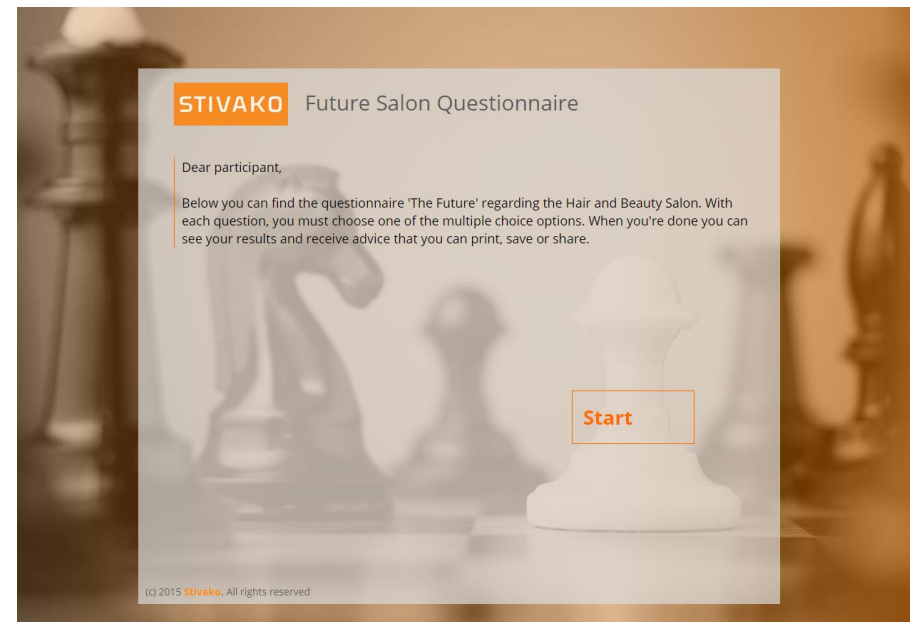 STIVAKO Future Salon Questionnaire
Dear participant,
Below you can find the questionnaire 'The Future' regarding the Hair and Beauty Salon. With
each question, you must choose one of the multiple choice options. When you're done you can
see your results and receive advice that you can print, save or share.
Start
(c) 2015 Stivako. All rights reserved